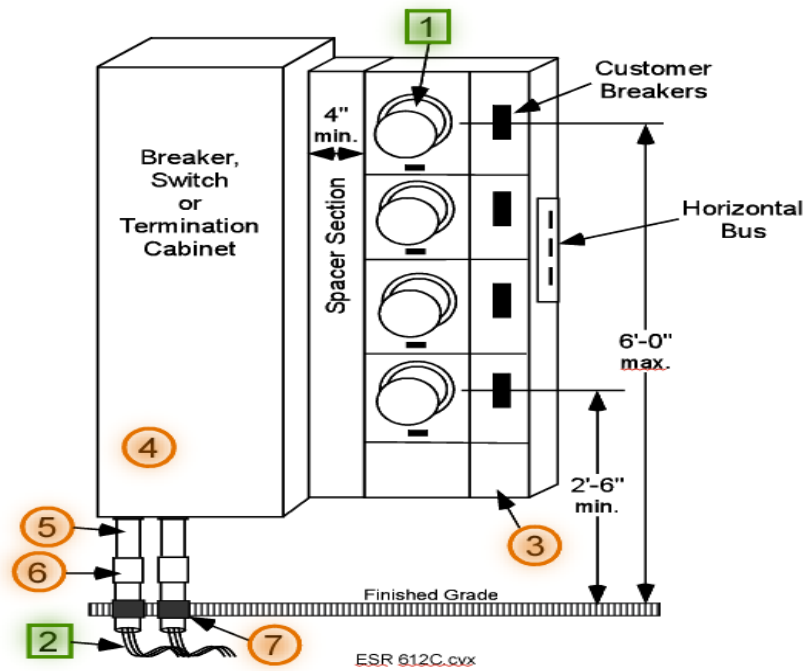 1
Customer
Breakers
4"
min.
Breaker,
Switch
or
Termination
Cabinet
Spacer Section
Horizontal
Bus
6'-0"
max.
4
2'-6"
min.
5
3
6
Finished Grade
2
7
ESR 612C.cvx